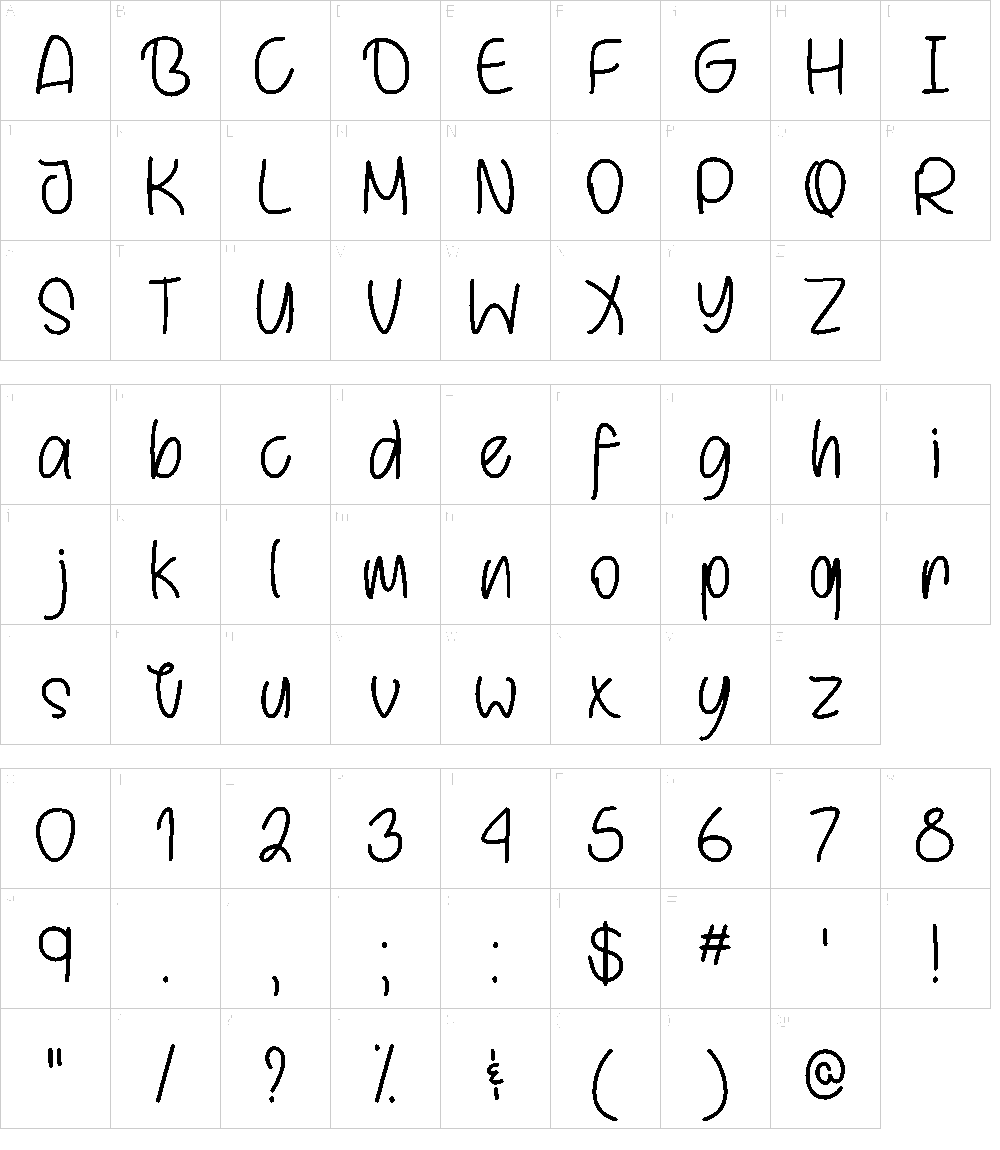 A B C D E F G H I
J K L M N O P Q R
S T U V W X Y Z
a b c d e f g h i
j k l m n o p q r
s t u v w x y z
0 1 2 3 4 5 6 7 8
9 . , ; : $ # ' !
" / ? % & ( ) @